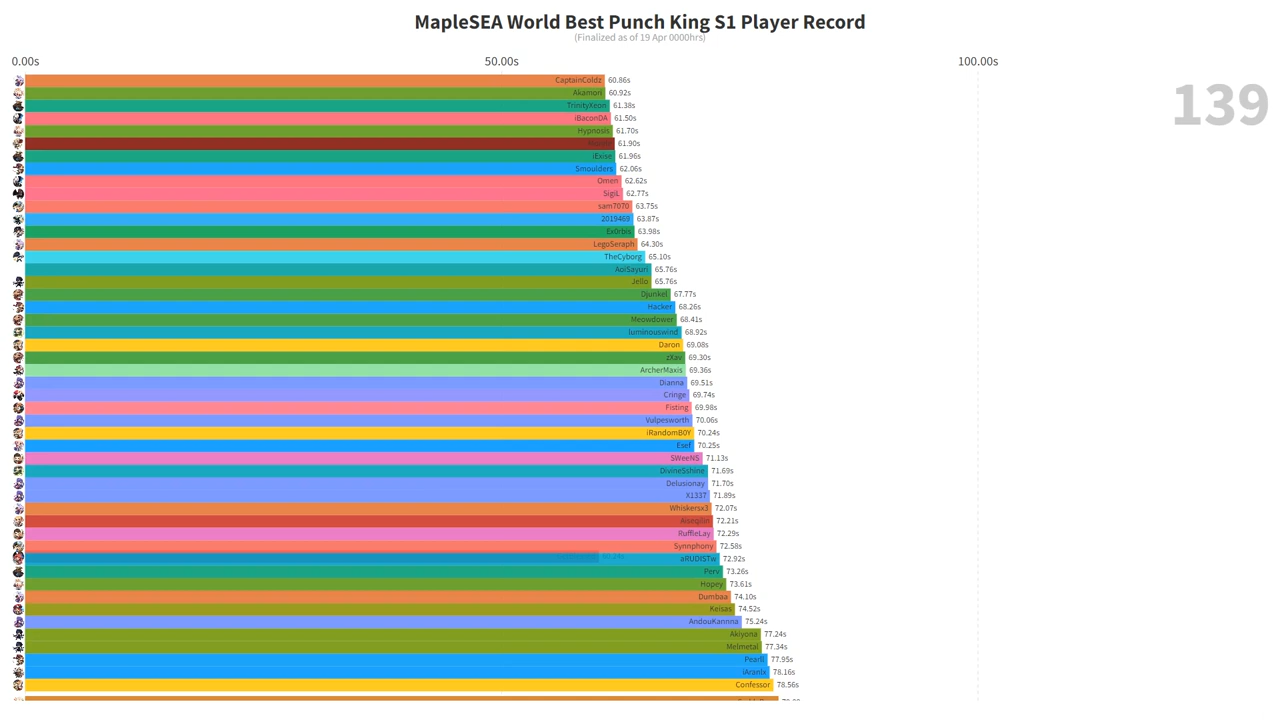 MapleSEA World Best Punch King S1 Player Record
(Finalized as of 19 Apr 0000hrs)
0.00s 50.00s 100.00s
139
CaptainColdz 60.86s
Akamori 60.92s
TrinityXeon 61.38s
iBaconDA 61.50s
Hypnosis 61.70s
61.90s
iExise 61.96s
Smoulders 62.06s
Omen 62.62s
SigiL 62.77s
sam7070 63.75s
2019469 63.87s
Ex0rbis 63.98s
LegoSeraph 64.30s
TheCyborg 65.10s
AoiSayuri 65.76s
Jello 65.76s
Djunkel 67.77s
Hacker 68.26s
Meowdower 68.41s
luminouswind 68.92s
Daron 69.08s
zXav 69.30s
ArcherMaxis 69.36s
Dianna 69.51s
Cringe 69.74s
Fisting 69.98s
Vulpesworth 70.06s
iRandomB0Y 70.24s
Esef 70.25s
SWeeNS 71.13s
DivineSshine 71.69s
Delusionay 71.70s
X1337 71.89s
Whiskersx3 72.07s
72.21s
RuffleLay 72.29s
Synnphony 72.58s
aRUDISTw 72.92s
Perv 73.26s
Hopey 73.61s
Dumbaa 74.10s
Keisas 74.52s
AndouKannna 75.24s
Akiyona 77.24s
Melmetal 77.34s
Pearll 77.95s
iAranix 78.16s
Confessor 78.56s